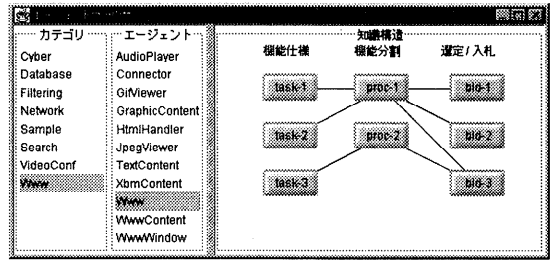 カテゴリ
Cyber
Database
Filtering
Network
Sample
Search
VideoConf
Www
エージェント
AudioPlayer
Connector
GifViewer
GraphicContent
HtmlHandler
JpegViewer
TextContent
XbmContent
Www
WwwContent
WwwWindow
知識構造
機能仕様 機能分割 選定/入札
task-1 proc-1 bid-1
task-2 proc-2 bid-2
task-3 bid-3